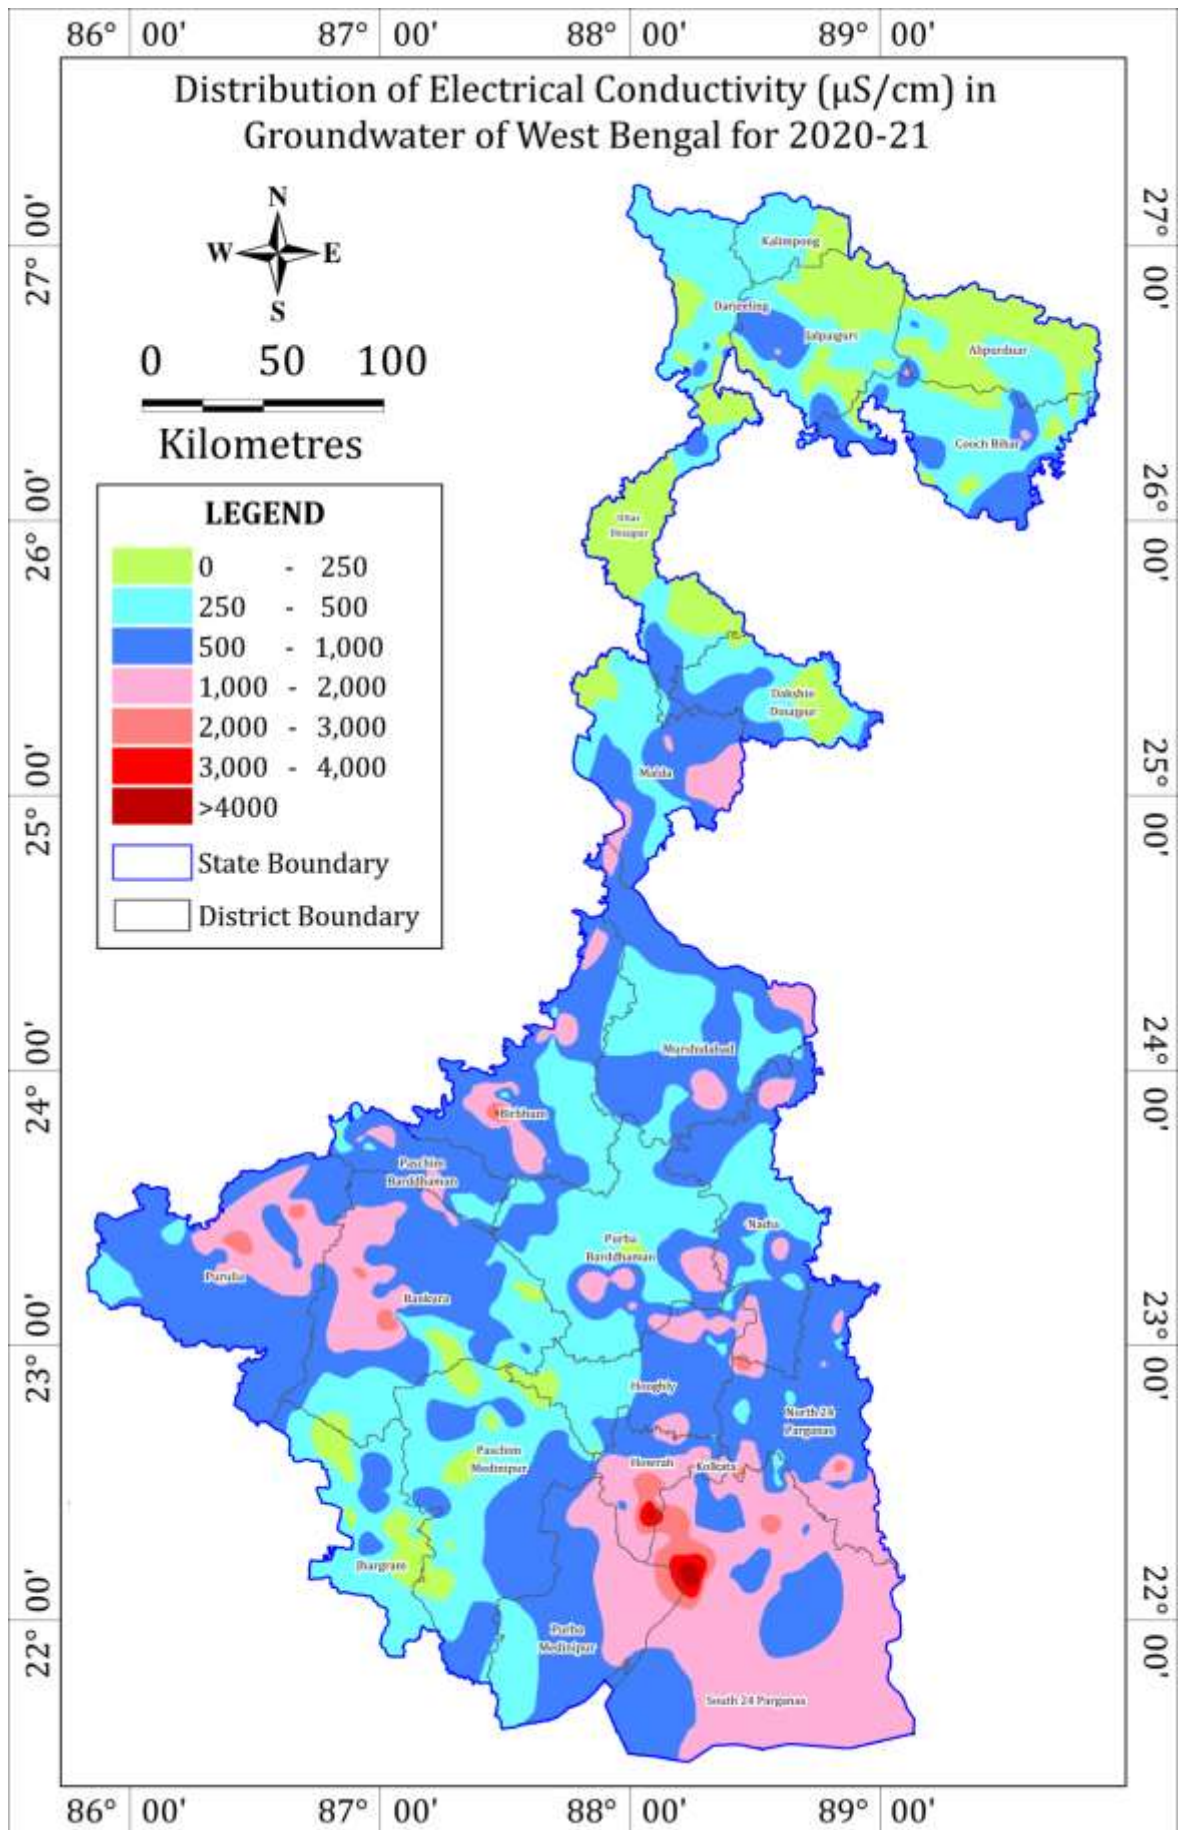 86° 00' 87° 00' 88° 00' 89° 00'
Distribution of Electrical Conductivity (µS/cm) in
Groundwater of West Bengal for 2020-21
27° 00'
26° 00'
25° 00'
24° 00'
23° 00'
22° 00'
N
W E
S
0 50 100
Kilometres
LEGEND
0 - 250
250 - 500
500 - 1,000
1,000 - 2,000
2,000 - 3,000
3,000 - 4,000
>4000
State Boundary
District Boundary
Kalimpong
Darjeeling
Jalpaiguri
Alipurduar
Cooch Bihar
Uttar
Dinajpur
Dakshin
Dinajpur
Malda
Murshidabad
Birbhum
Paschim
Barddhaman
Nadia
Purba
Barddhaman
Purulia
Bankura
Hooghly
North 24
Parganas
Paschim
Medinipur
Howrah
Kolkata
Jhargram
Purba
Medinipur
South 24 Parganas
27° 00'
26° 00'
25° 00'
24° 00'
23° 00'
22° 00'
86° 00' 87° 00' 88° 00' 89° 00'